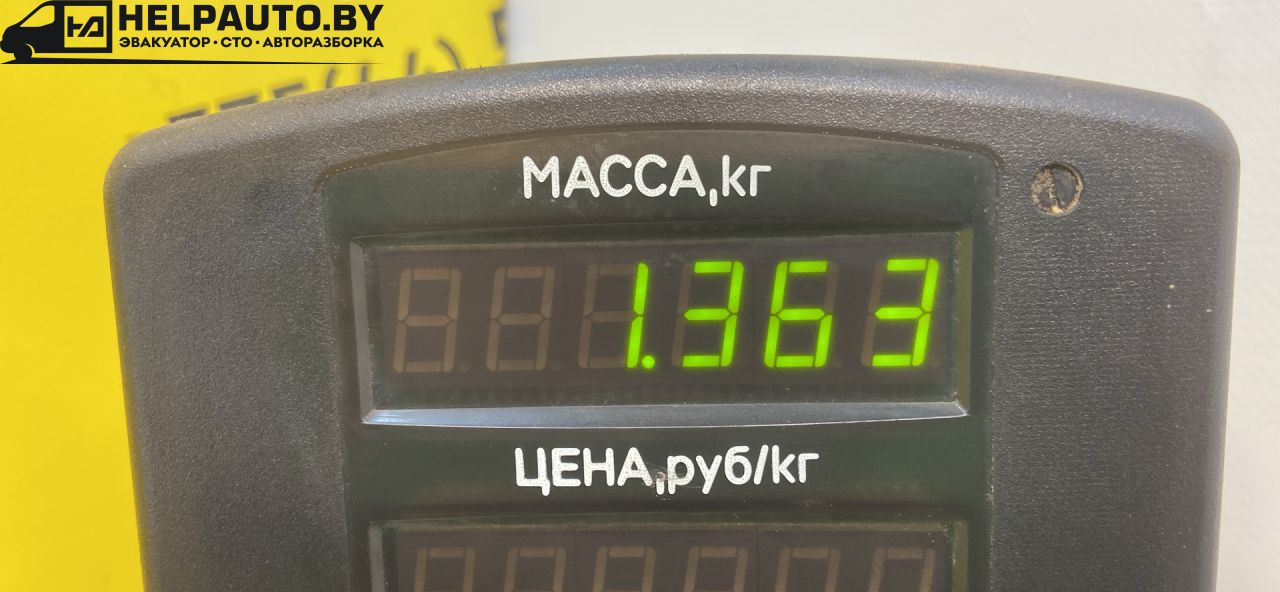 HELPAUTO.BY
ЭВАКУАТОР • СТО • АВТОРАЗБОРКА
МАССА,кг
1.363
ЦЕНА,руб/кг